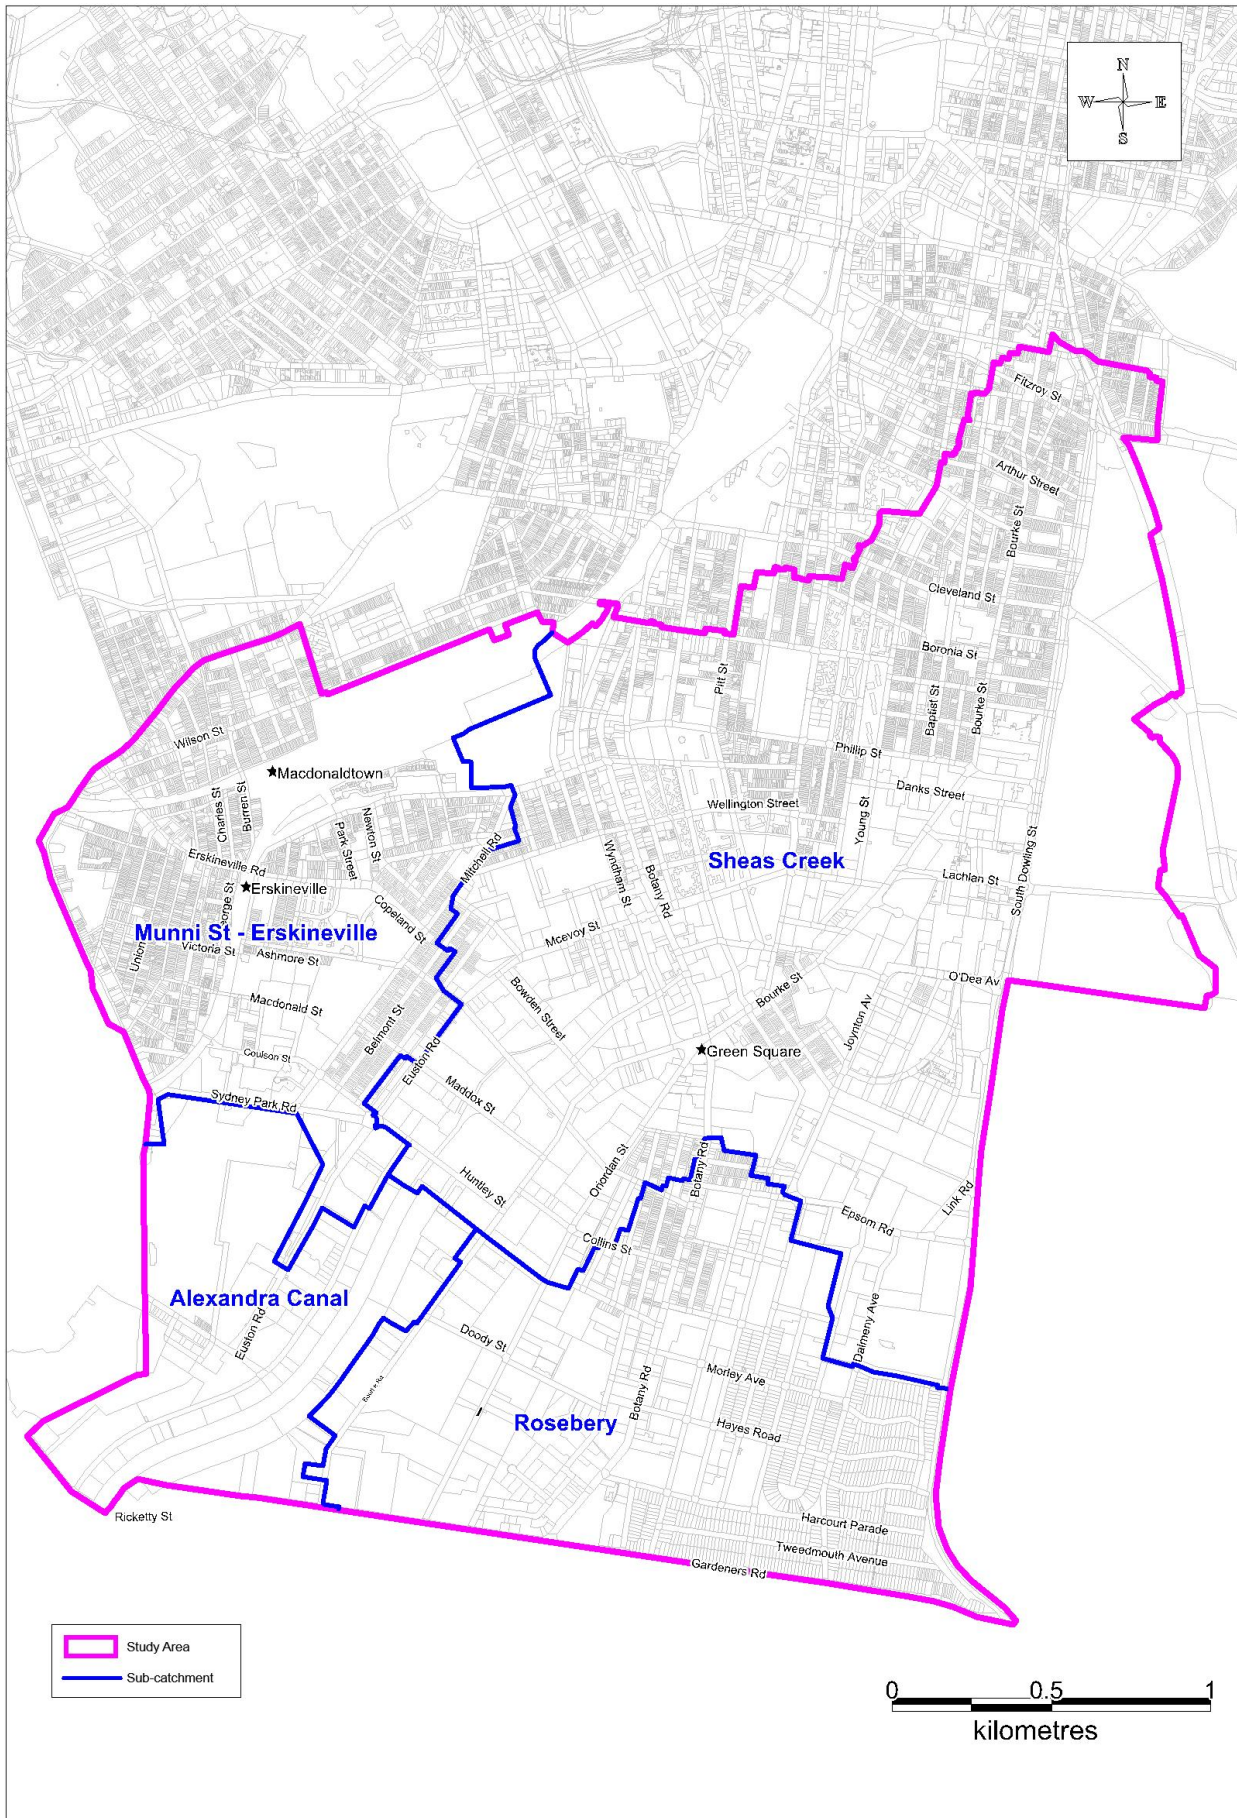 N
W E
S
Fitzroy St
Arthur Street
Bourke St
Cleveland St
Boronia St
Pitt St
Baptist St
Bourke St
Wilson St
Phillip St
Macdonaldtown
Danks Street
Charles St
Burren St
Newton St
Park Street
Wellington Street
Young St
South Dowling St
Mitchell Rd
Wyndham St
Botany Rd
Sheas Creek
Erskineville Rd
Lachlan St
Erskineville
George St
Copeland St
Munni St - Erskineville
Mcevoy St
Union
Victoria St
Ashmore St
O'Dea Av
Bourke St
Bowden Street
Macdonald St
Belmont St
Joynton Av
Coulson St
Euston Rd
Green Square
Maddox St
Sydney Park Rd
Huntley St
Oriordan St
Botany Rd
Link Rd
Epsom Rd
Collins St
Alexandra Canal
Euston Rd
Doody St
Dalmeny Ave
Morley Ave
Botany Rd
Rosebery
Hayes Road
Ricketty St
Harcourt Parade
Tweedmouth Avenue
Gardeners Rd
Study Area
Sub-catchment
0 0.5 1
kilometres